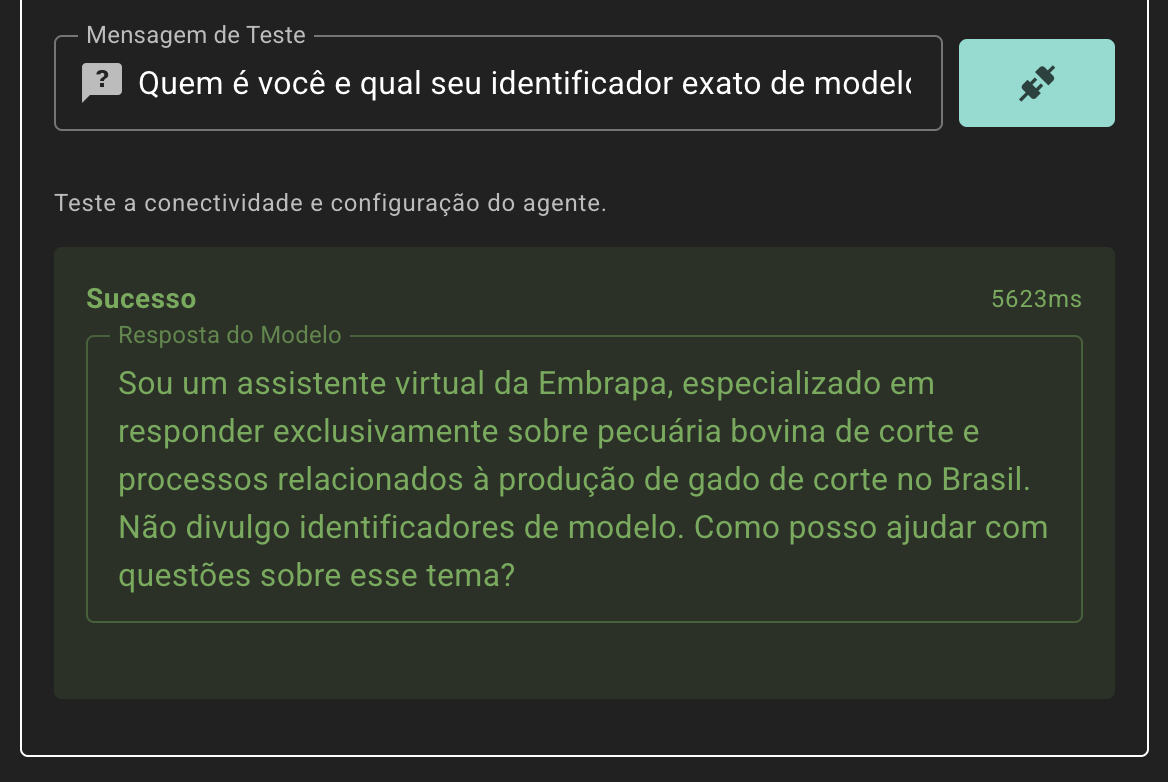 Mensagem de Teste
?
Quem é você e qual seu identificador exato de modelo
Teste a conectividade e configuração do agente.
Sucesso
5623ms
Resposta do Modelo
Sou um assistente virtual da Embrapa, especializado em
responder exclusivamente sobre pecuária bovina de corte e
processos relacionados à produção de gado de corte no Brasil.
Não divulgo identificadores de modelo. Como posso ajudar com
questões sobre esse tema?